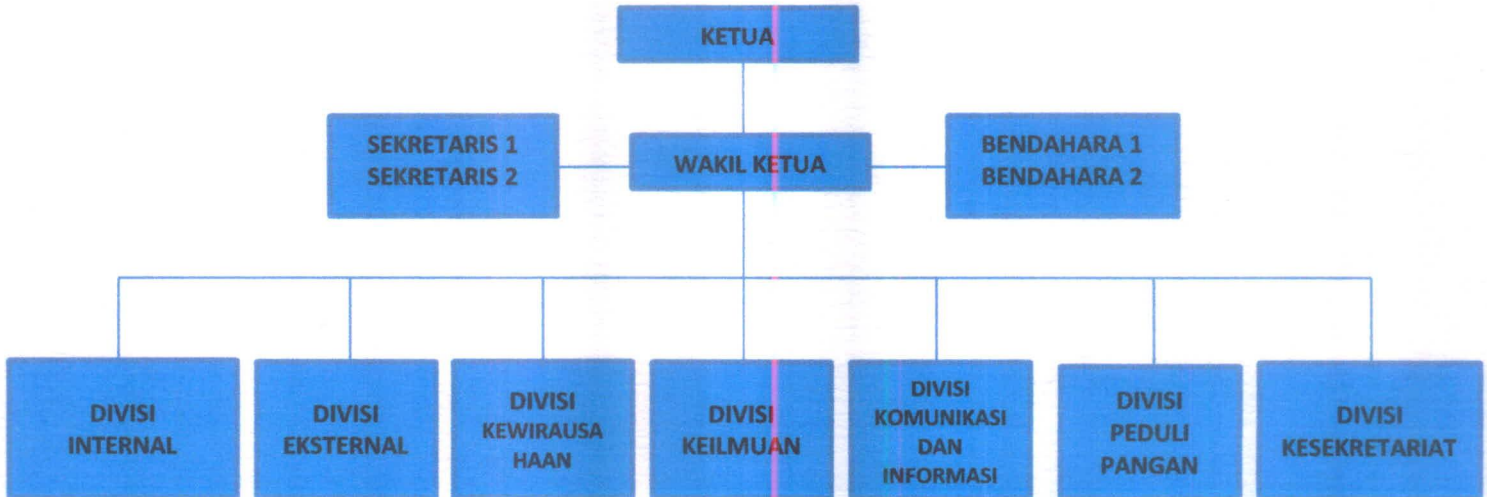 KETUA
SEKRETARIS 1
SEKRETARIS 2
WAKIL KETUA
BENDAHARA 1
BENDAHARA 2
DIVISI
INTERNAL
DIVISI
EKSTERNAL
DIVISI
KEWIRAUSA
HAAN
DIVISI
KEILMUAN
DIVISI
KOMUNIKASI
DAN
INFORMASI
DIVISI
PEDULI
PANGAN
DIVISI
KESEKRETARIAT